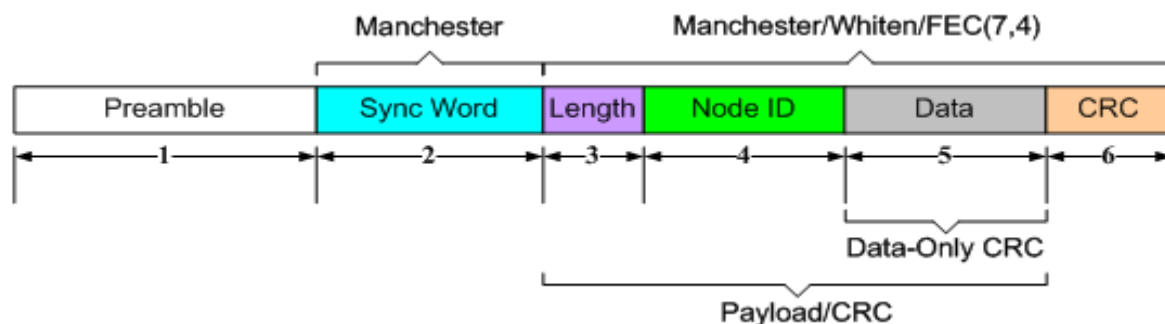 Manchester Manchester/Whiten/FEC(7,4)
Preamble Sync Word Length Node ID Data CRC
1 2 3 4 5 6
Data-Only CRC
Payload/CRC